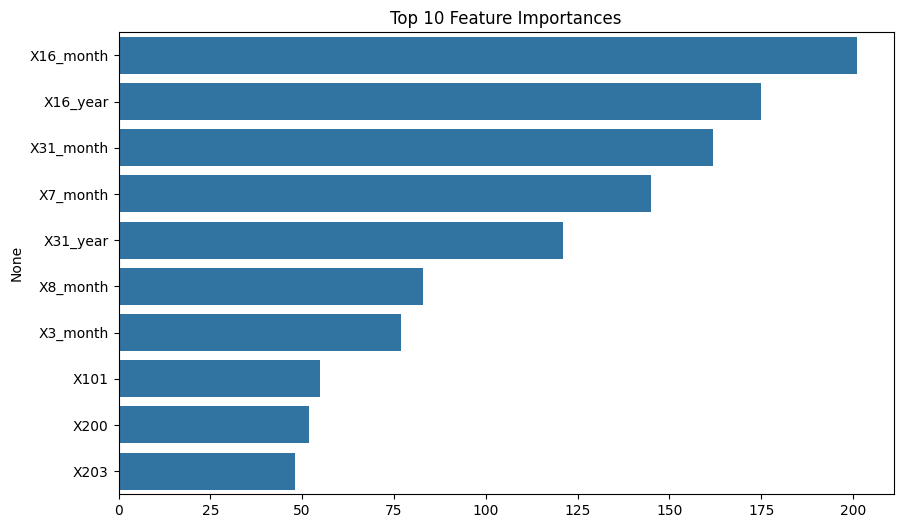 Top 10 Feature Importances
X16_month
X16_year
X31_month
X7_month
X31_year
X8_month
X3_month
X101
X200
X203
None
0 25 50 75 100 125 150 175 200